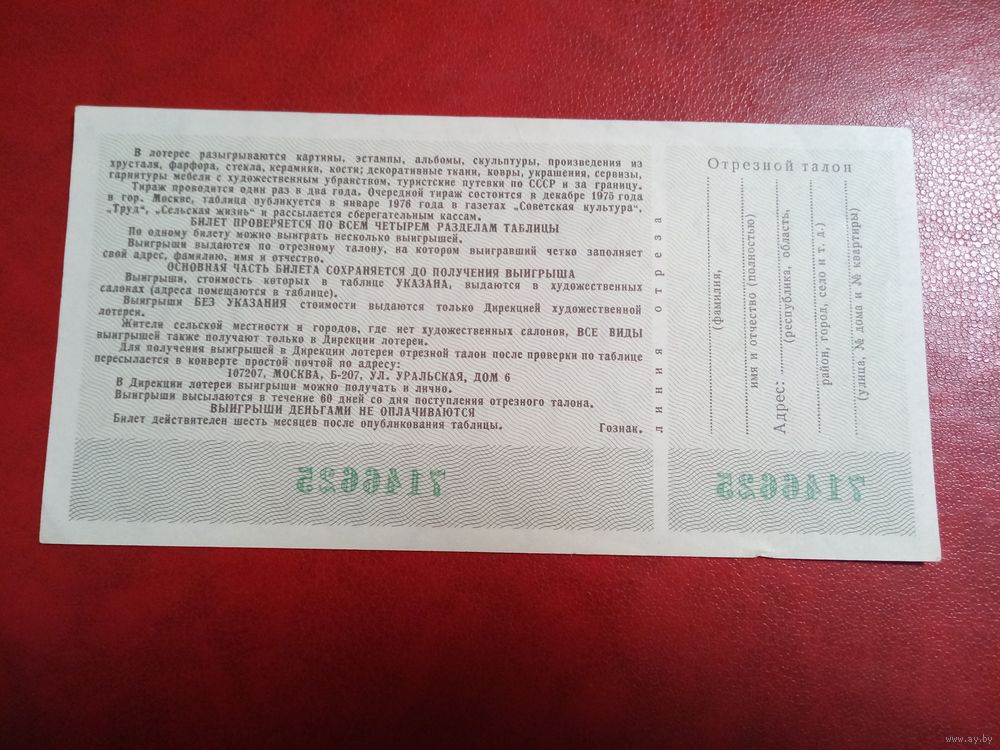 В лотерее разыгрываются картины, эстампы, альбомы, скульптуры, произведения из
хрусталя, фарфора, стекла, керамики, кости; декоративные ткани, ковры, украшения, сервизы,
гарнитуры мебели с художественным убранством, туристские путевки по СССР и за границу.
Тираж проводится один раз в два года. Очередной тираж состоится в декабре 1975 года
в гор. Москве, таблица публикуется в январе 1976 года в газетах „Советская культура“,
„Труд“, „Сельская жизнь“ и рассылается сберегательным кассам.
БИЛЕТ ПРОВЕРЯЕТСЯ ПО ВСЕМ ЧЕТЫРЕМ РАЗДЕЛАМ ТАБЛИЦЫ
По одному билету можно выиграть несколько выигрышей.
Выигрыши выдаются по отрезному талону, на котором выигравший четко заполняет
свой адрес, фамилию, имя и отчество.
ОСНОВНАЯ ЧАСТЬ БИЛЕТА СОХРАНЯЕТСЯ ДО ПОЛУЧЕНИЯ ВЫИГРЫША
Выигрыши, стоимость которых в таблице УКАЗАНА, выдаются в художественных
салонах (адреса помещаются в таблице).
Выигрыши БЕЗ УКАЗАНИЯ стоимости выдаются только Дирекцией художественной
лотереи.
Жители сельской местности и городов, где нет художественных салонов, ВСЕ ВИДЫ
выигрышей также получают только в Дирекции лотереи.
Для получения выигрышей в Дирекции лотереи отрезной талон после проверки по таблице
пересылается в конверте простой почтой по адресу:
107207, МОСКВА, Б-207, УЛ. УРАЛЬСКАЯ, ДОМ 6
В Дирекции лотереи выигрыши можно получать и лично.
Выигрыши высылаются в течение 60 дней со дня поступления отрезного талона.
ВЫИГРЫШИ ДЕНЬГАМИ НЕ ОПЛАЧИВАЮТСЯ
Билет действителен шесть месяцев после опубликования таблицы. Гознак.
7146625
линия отреза
Отрезной талон
(фамилия,
имя и отчество (полностью)
Адрес:
(республика, область,
район, город, село и т. д.)
(улица, № дома и № квартиры)
7146625
www.ay.by